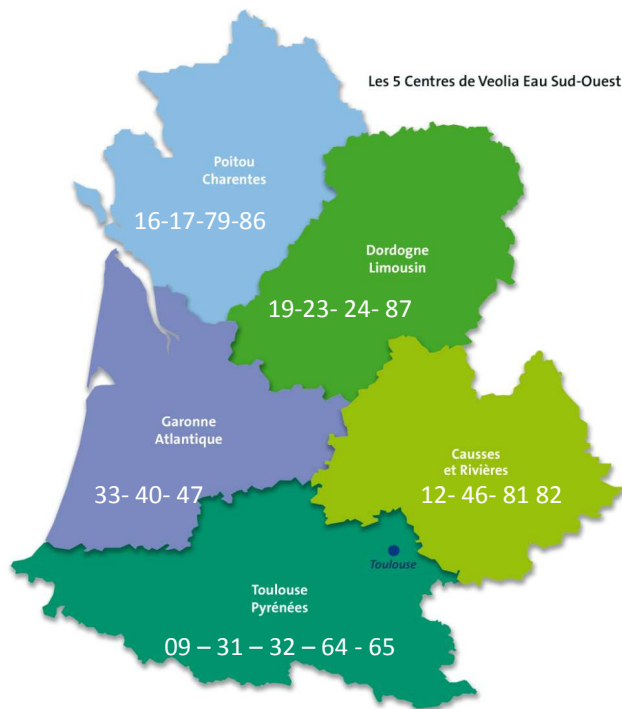 Les 5 Centres de Veolia Eau Sud-Ouest
Poitou
Charentes
16-17-79-86
Dordogne
Limousin
19-23- 24- 87
Garonne
Atlantique
33- 40- 47
Causses
et Rivières
12- 46- 81 82
Toulouse
Toulouse
Pyrénées
09 – 31 – 32 – 64 - 65